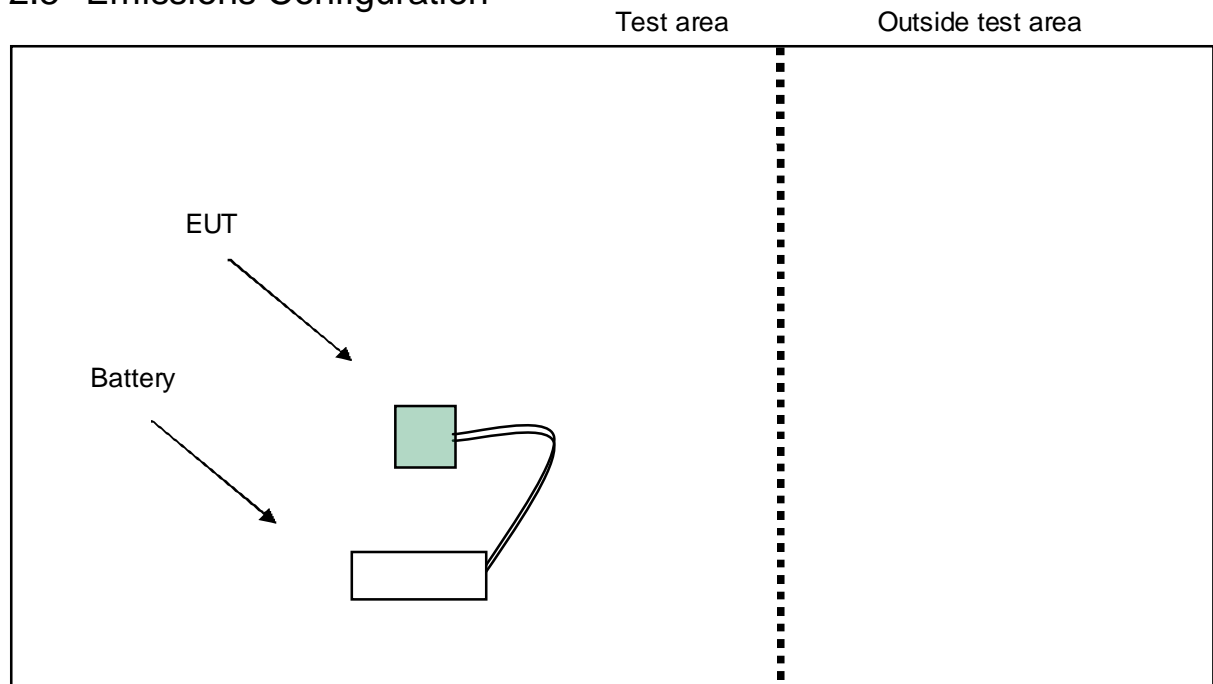 Emissions Configuration
Test area
Outside test area
EUT
Battery